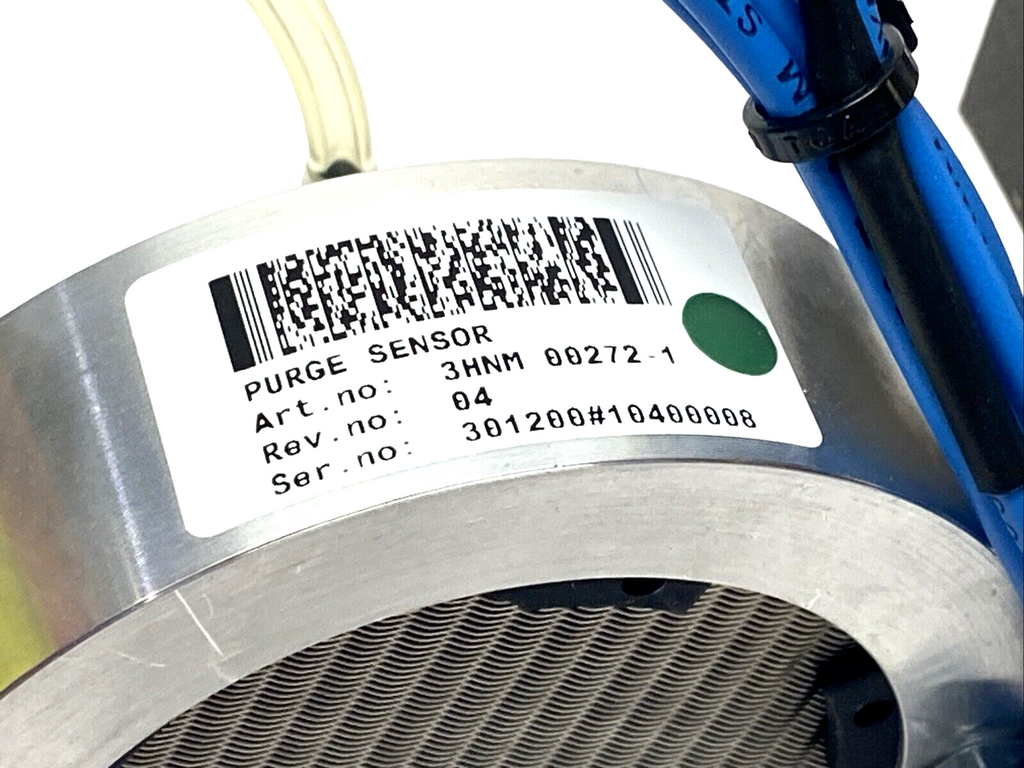 PURGE SENSOR
Art.no: 3HNM 00272-1
Rev.no: 04
Ser.no: 301200#10400008